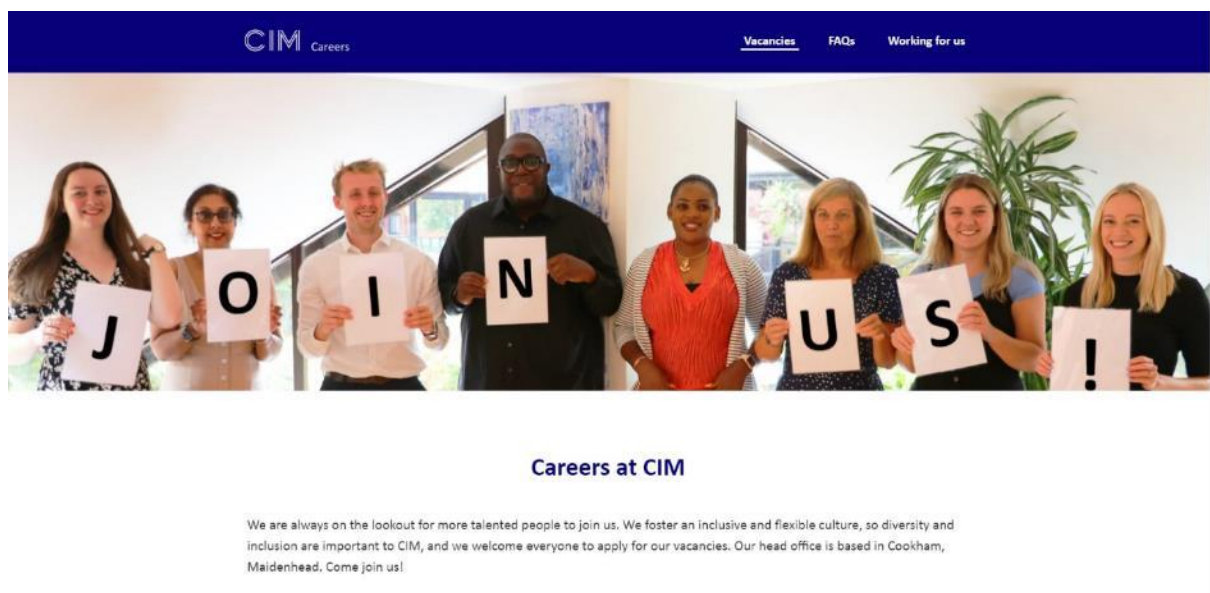 CIM Careers
Vacancies FAQs Working for us
J O I N U S !
Careers at CIM
We are always on the lookout for more talented people to join us. We foster an inclusive and flexible culture, so diversity and
inclusion are important to CIM, and we welcome everyone to apply for our vacancies. Our head office is based in Cookham,
Maidenhead. Come join us!